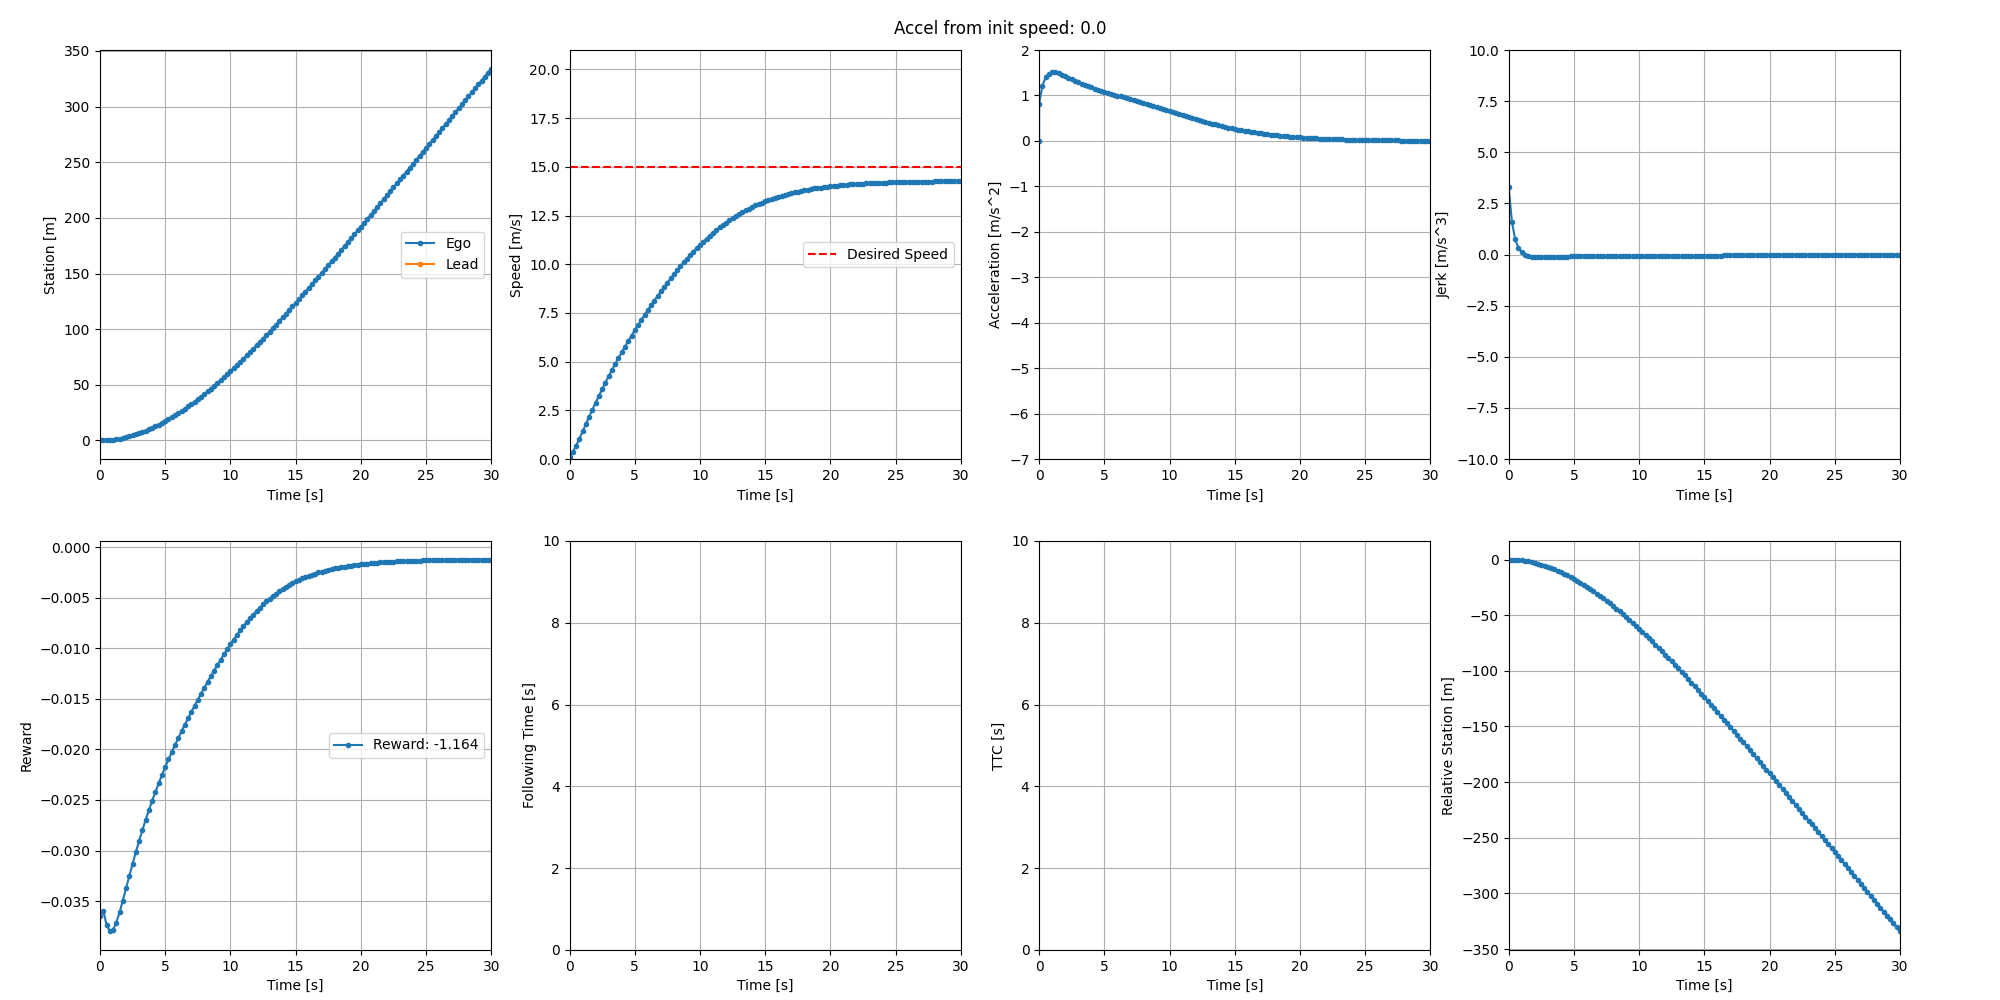 Accel from init speed: 0.0
Station [m]
350
300
250
200
150
100
50
0
Ego
Lead
0 5 10 15 20 25 30
Time [s]
Speed [m/s]
20.0
17.5
15.0
12.5
10.0
7.5
5.0
2.5
0.0
Desired Speed
0 5 10 15 20 25 30
Time [s]
Acceleration [m/s^2]
2
1
0
−1
−2
−3
−4
−5
−6
−7
0 5 10 15 20 25 30
Time [s]
Jerk [m/s^3]
10.0
7.5
5.0
2.5
0.0
−2.5
−5.0
−7.5
−10.0
0 5 10 15 20 25 30
Time [s]
Reward
0.000
−0.005
−0.010
−0.015
−0.020
−0.025
−0.030
−0.035
Reward: -1.164
0 5 10 15 20 25 30
Time [s]
Following Time [s]
10
8
6
4
2
0
0 5 10 15 20 25 30
Time [s]
TTC [s]
10
8
6
4
2
0
0 5 10 15 20 25 30
Time [s]
Relative Station [m]
0
−50
−100
−150
−200
−250
−300
−350
0 5 10 15 20 25 30
Time [s]